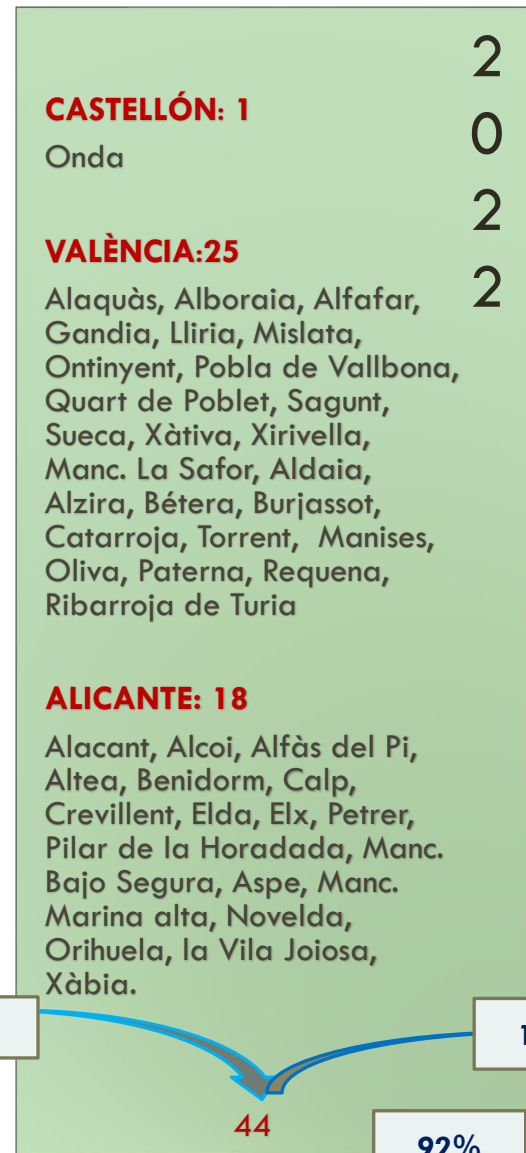 2
0
2
2
CASTELLÓN: 1
Onda
VALÈNCIA:25
Alaquàs, Alboraia, Alfafar,
Gandia, Lliria, Mislata,
Ontinyent, Pobla de Vallbona,
Quart de Poblet, Sagunt,
Sueca, Xàtiva, Xirivella,
Manc. La Safor, Aldaia,
Alzira, Bétera, Burjassot,
Catarroja, Torrent, Manises,
Oliva, Paterna, Requena,
Ribarroja de Turia
ALICANTE: 18
Alacant, Alcoi, Alfàs del Pi,
Altea, Benidorm, Calp,
Crevillent, Elda, Elx, Petrer,
Pilar de la Horadada, Manc.
Bajo Segura, Aspe, Manc.
Marina alta, Novelda,
Orihuela, la Vila Joiosa,
Xàbia.
44
92%